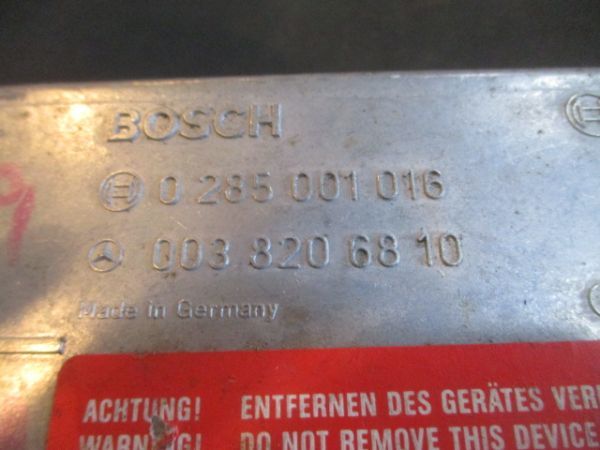 BOSCH
0 285 001 016
003 820 68 10
Made in Germany
ACHTUNG! ENTFERNEN DES GERÄTES
WARNING! DO NOT REMOVE THIS DEVICE